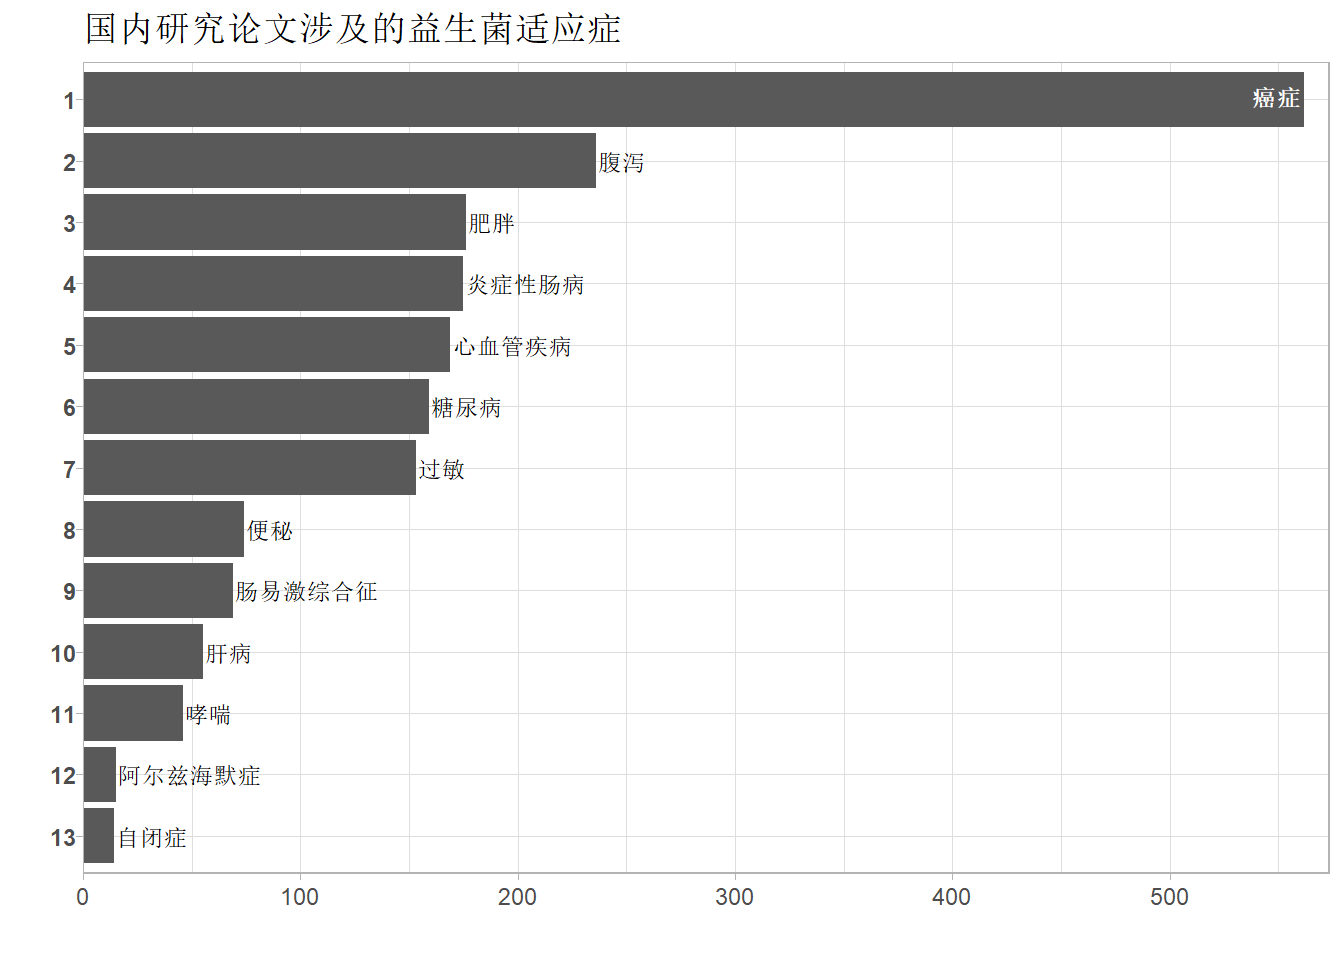 国内研究论文涉及的益生菌适应症
1 癌症
2 腹泻
3 肥胖
4 炎症性肠病
5 心血管疾病
6 糖尿病
7 过敏
8 便秘
9 肠易激综合征
10 肝病
11 哮喘
12 阿尔兹海默症
13 自闭症
0 100 200 300 400 500